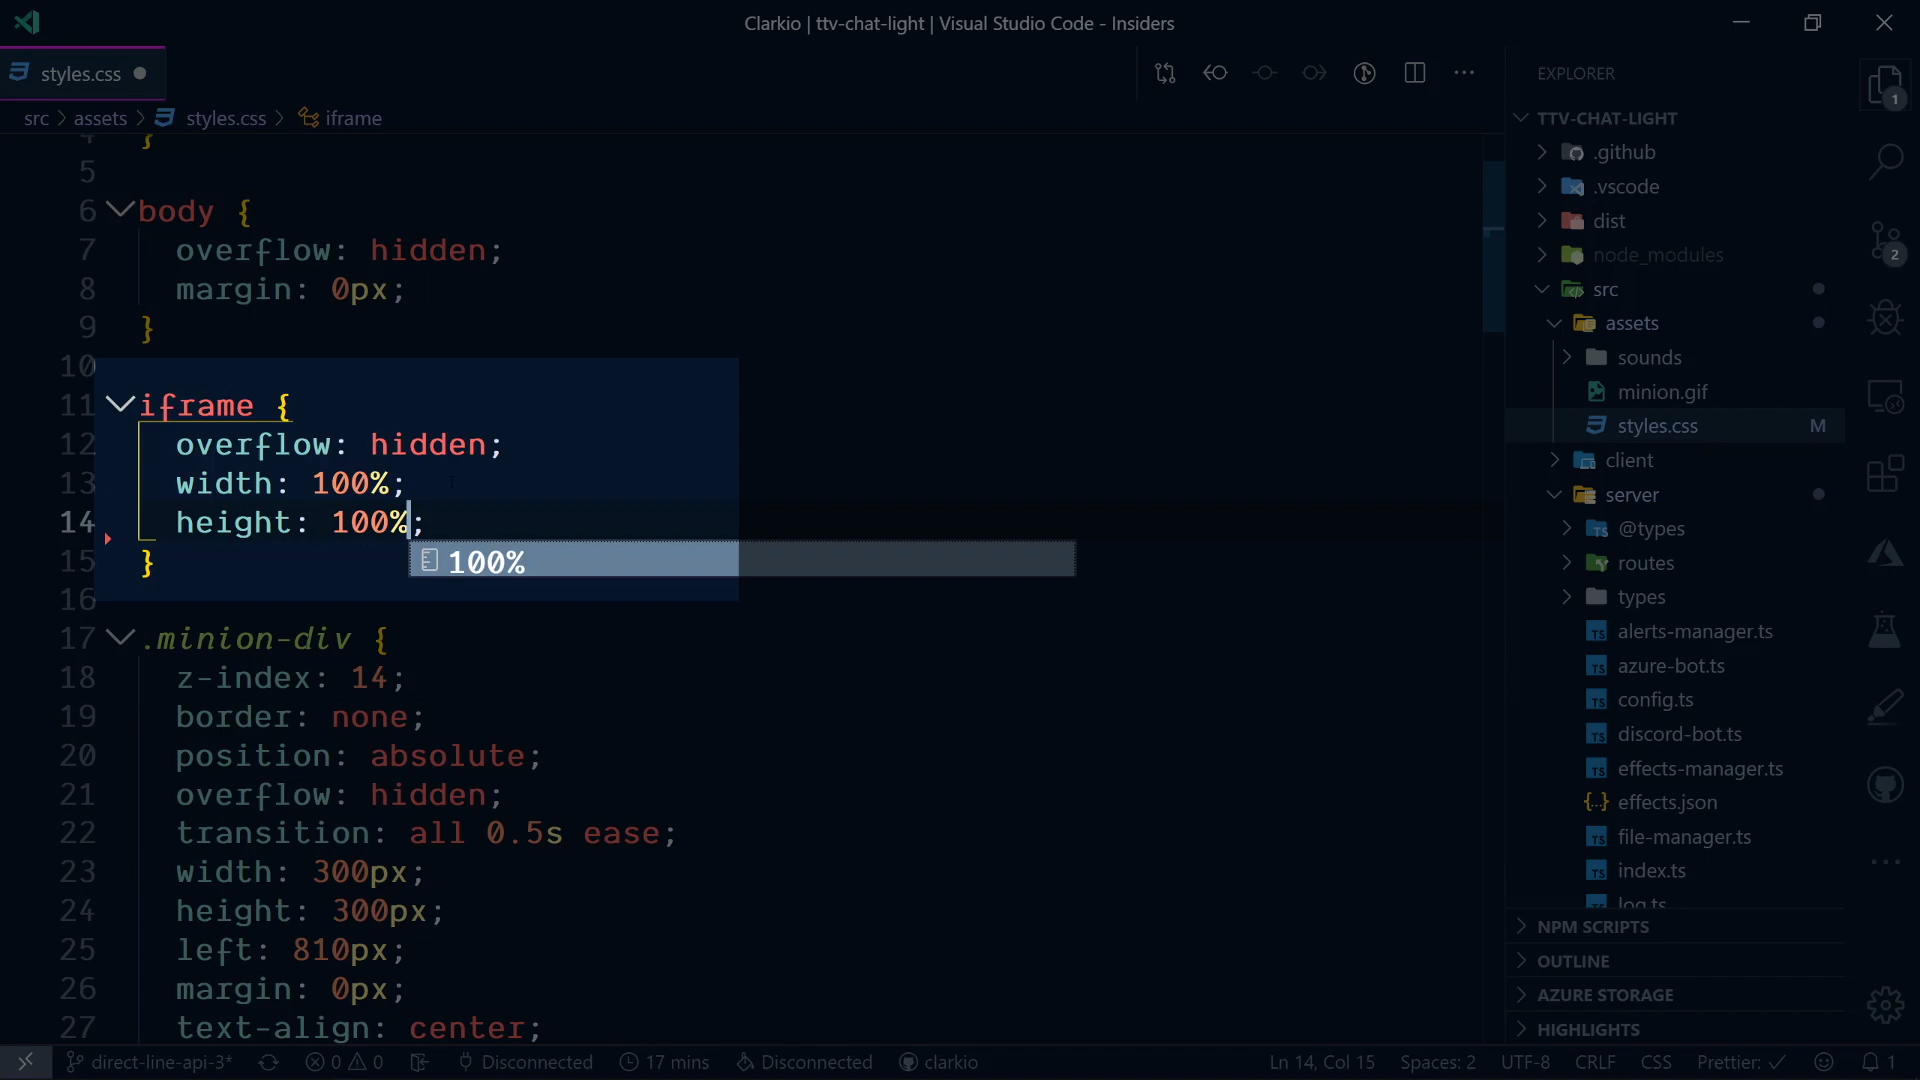 Clarkio | ttv-chat-light | Visual Studio Code - Insiders
styles.css
src > assets > styles.css > iframe
4 }
5
6 body {
7 overflow: hidden;
8 margin: 0px;
9 }
10
11 iframe {
12 overflow: hidden;
13 width: 100%;
14 height: 100%;
100%
15 }
16
17 .minion-div {
18 z-index: 14;
19 border: none;
20 position: absolute;
21 overflow: hidden;
22 transition: all 0.5s ease;
23 width: 300px;
24 height: 300px;
25 left: 810px;
26 margin: 0px;
27 text-align: center;
EXPLORER
TTV-CHAT-LIGHT
.github
.vscode
dist
node_modules
src
assets
sounds
minion.gif
styles.css M
client
server
@types
routes
types
alerts-manager.ts
azure-bot.ts
config.ts
discord-bot.ts
effects-manager.ts
effects.json
file-manager.ts
index.ts
log.ts
NPM SCRIPTS
OUTLINE
AZURE STORAGE
HIGHLIGHTS
1
2
direct-line-api-3* 0 0 Disconnected 17 mins Disconnected clarkio Ln 14, Col 15 Spaces: 2 UTF-8 CRLF CSS Prettier: ✓ 1